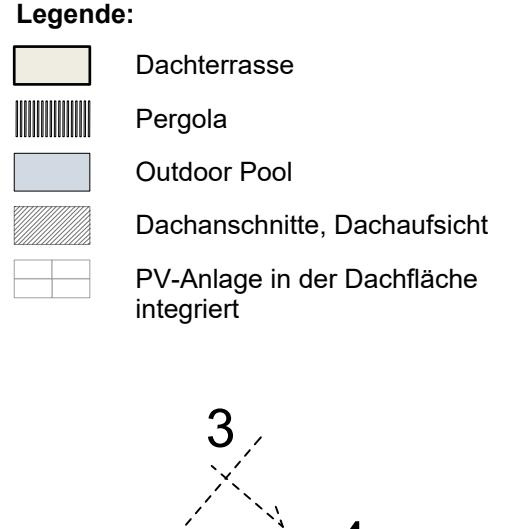 Legende:
Dachterrasse
Pergola
Outdoor Pool
Dachanschnitte, Dachaufsicht
PV-Anlage in der Dachfläche
integriert
3
4